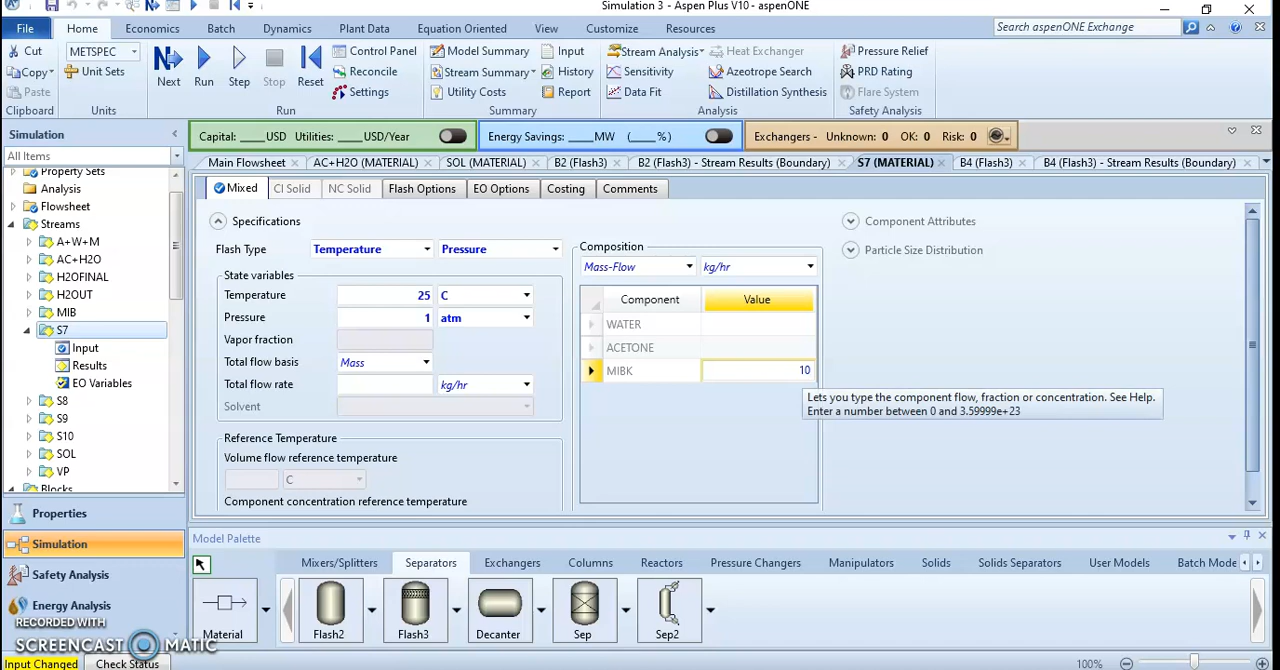 Simulation 3 - Aspen Plus V10 - aspenONE
File Home Economics Batch Dynamics Plant Data Equation Oriented View Customize Resources Search aspenONE Exchange
Cut METSPEC Control Panel Model Summary Input Stream Analysis Heat Exchanger Pressure Relief
Copy Unit Sets Next Run Step Stop Reset Reconcile Stream Summary History Sensitivity Azeotrope Search PRD Rating
Paste Settings Utility Costs Report Data Fit Distillation Synthesis Flare System
Clipboard Units Run Summary Analysis Safety Analysis
Simulation Capital: ____USD Utilities: ____USD/Year Energy Savings: ____MW (____%) Exchangers - Unknown: 0 OK: 0 Risk: 0
All Items Main Flowsheet AC+H2O (MATERIAL) SOL (MATERIAL) B2 (Flash3) B2 (Flash3) - Stream Results (Boundary) S7 (MATERIAL) B4 (Flash3) B4 (Flash3) - Stream Results (Boundary)
Property Sets
Analysis
Flowsheet
Streams
A+W+M
AC+H2O
H2OFINAL
H2OUT
MIB
S7
Input
Results
EO Variables
S8
S9
S10
SOL
VP
Blocks
Properties
Simulation
Safety Analysis
Energy Analysis
RECORDED WITH
SCREENCAST MATIC
Mixed CI Solid NC Solid Flash Options EO Options Costing Comments
Specifications
Flash Type Temperature Pressure
State variables
Temperature 25 C
Pressure 1 atm
Vapor fraction
Total flow basis Mass
Total flow rate kg/hr
Solvent
Reference Temperature
Volume flow reference temperature
C
Component concentration reference temperature
Composition
Mass-Flow kg/hr
Component Value
WATER
ACETONE
MIBK 10
Lets you type the component flow, fraction or concentration. See Help.
Enter a number between 0 and 3.59999e+23
Component Attributes
Particle Size Distribution
Model Palette
Mixers/Splitters Separators Exchangers Columns Reactors Pressure Changers Manipulators Solids Solids Separators User Models Batch Mode
Material Flash2 Flash3 Decanter Sep Sep2
Input Changed Check Status 100%